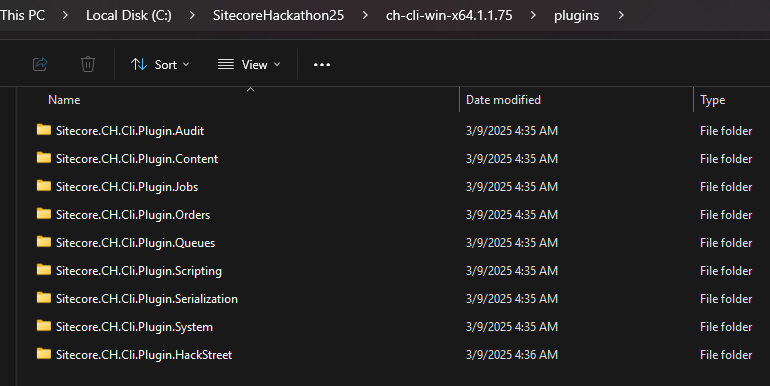 This PC > Local Disk (C:) > SitecoreHackathon25 > ch-cli-win-x64.1.1.75 > plugins >
Sort View ...
Name Date modified Type
Sitecore.CH.Cli.Plugin.Audit 3/9/2025 4:35 AM File folder
Sitecore.CH.Cli.Plugin.Content 3/9/2025 4:35 AM File folder
Sitecore.CH.Cli.Plugin.Jobs 3/9/2025 4:35 AM File folder
Sitecore.CH.Cli.Plugin.Orders 3/9/2025 4:35 AM File folder
Sitecore.CH.Cli.Plugin.Queues 3/9/2025 4:35 AM File folder
Sitecore.CH.Cli.Plugin.Scripting 3/9/2025 4:35 AM File folder
Sitecore.CH.Cli.Plugin.Serialization 3/9/2025 4:35 AM File folder
Sitecore.CH.Cli.Plugin.System 3/9/2025 4:35 AM File folder
Sitecore.CH.Cli.Plugin.HackStreet 3/9/2025 4:36 AM File folder